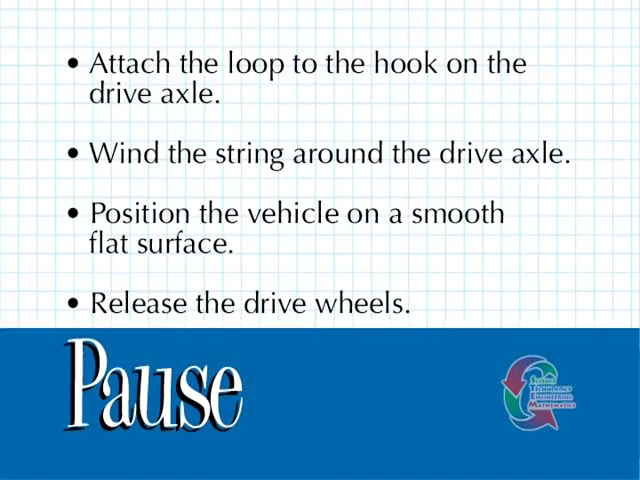 • Attach the loop to the hook on the
drive axle.
• Wind the string around the drive axle.
• Position the vehicle on a smooth
flat surface.
• Release the drive wheels.
Pause
Science
Technology
Engineering
Mathematics